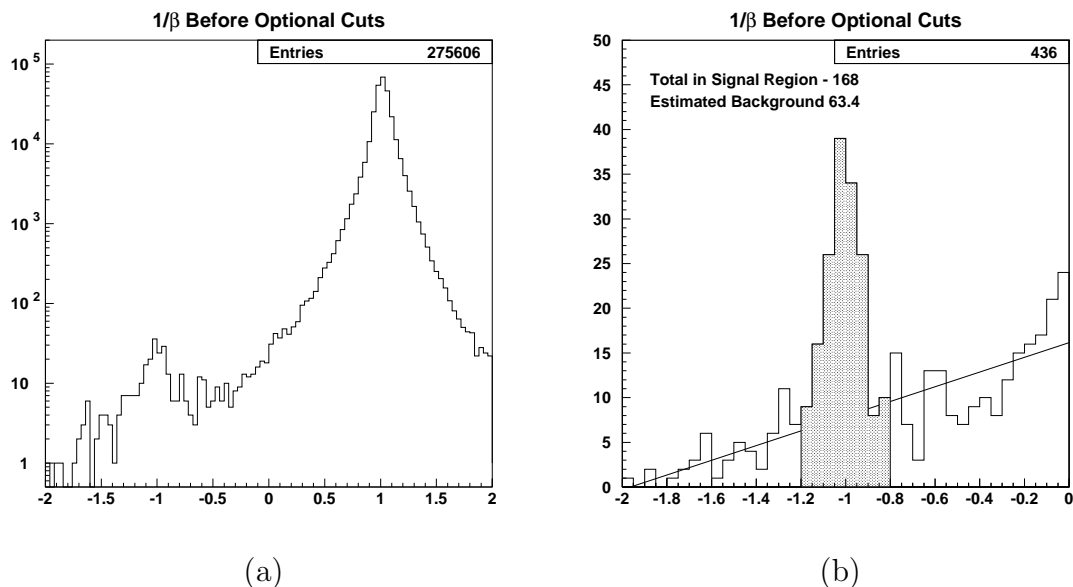 1/β Before Optional Cuts
Entries 275606
10 5
10 4
10 3
10 2
10
1
-2 -1.5 -1 -0.5 0 0.5 1 1.5 2
(a)
1/β Before Optional Cuts
Entries 436
Total in Signal Region - 168
Estimated Background 63.4
50
45
40
35
30
25
20
15
10
5
0
-2 -1.8 -1.6 -1.4 -1.2 -1 -0.8 -0.6 -0.4 -0.2 0
(b)